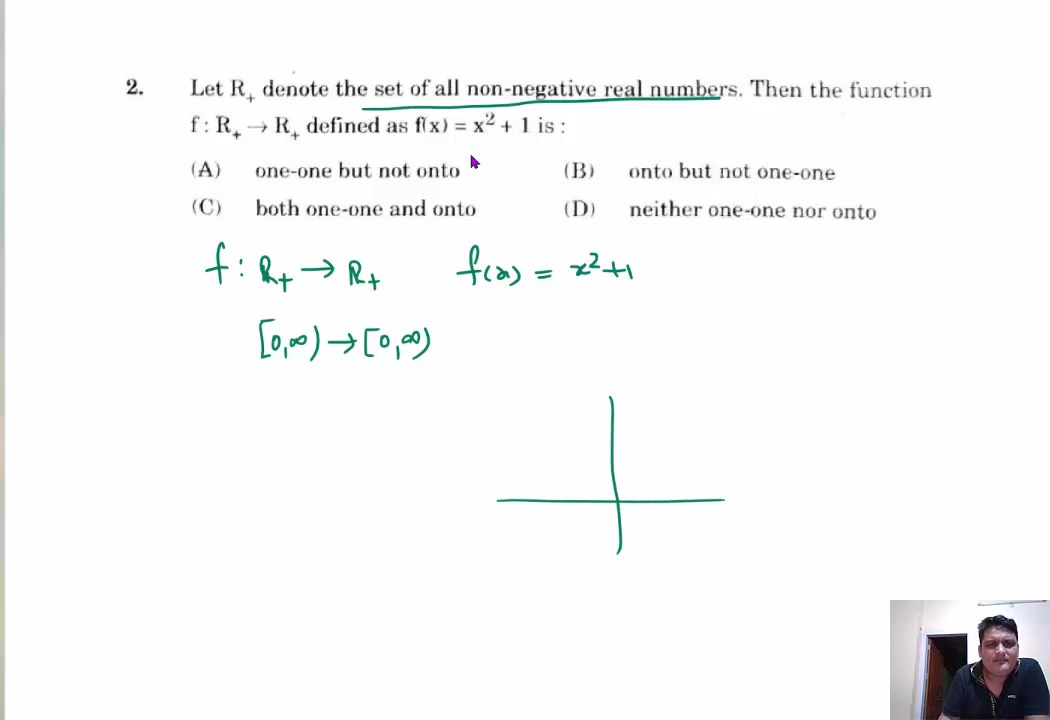 2. Let R₊ denote the set of all non-negative real numbers. Then the function
f : R₊ → R₊ defined as f(x) = x² + 1 is :
(A) one-one but not onto (B) onto but not one-one
(C) both one-one and onto (D) neither one-one nor onto
f : R₊ → R₊ f(x) = x²+1
[0,∞) → [0,∞)